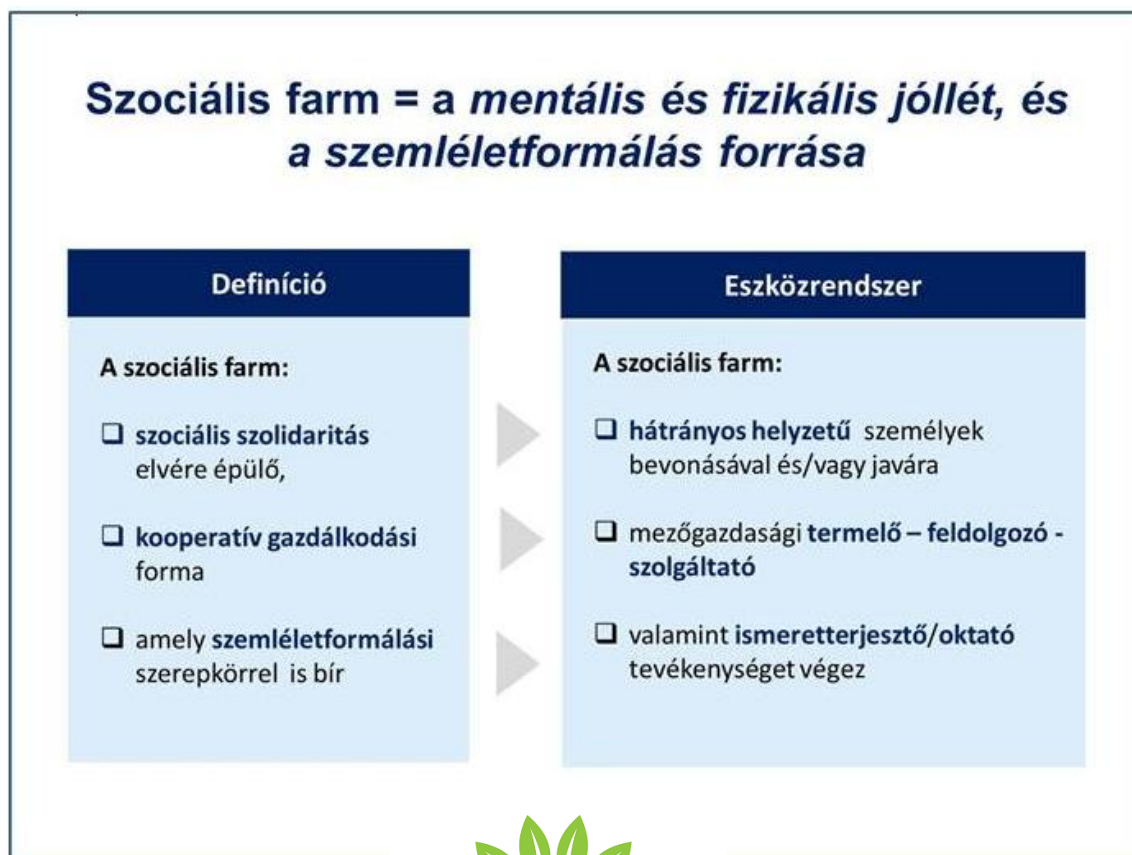 Szociális farm = a mentális és fizikális jóllét, és
a szemléletformálás forrása
Definíció
A szociális farm:
szociális szolidaritás
elvére épülő,
kooperatív gazdálkodási
forma
amely szemléletformálási
szerepkörrel is bír
Eszközrendszer
A szociális farm:
hátrányos helyzetű személyek
bevonásával és/vagy javára
mezőgazdasági termelő – feldolgozó -
szolgáltató
valamint ismeretterjesztő/oktató
tevékenységet végez